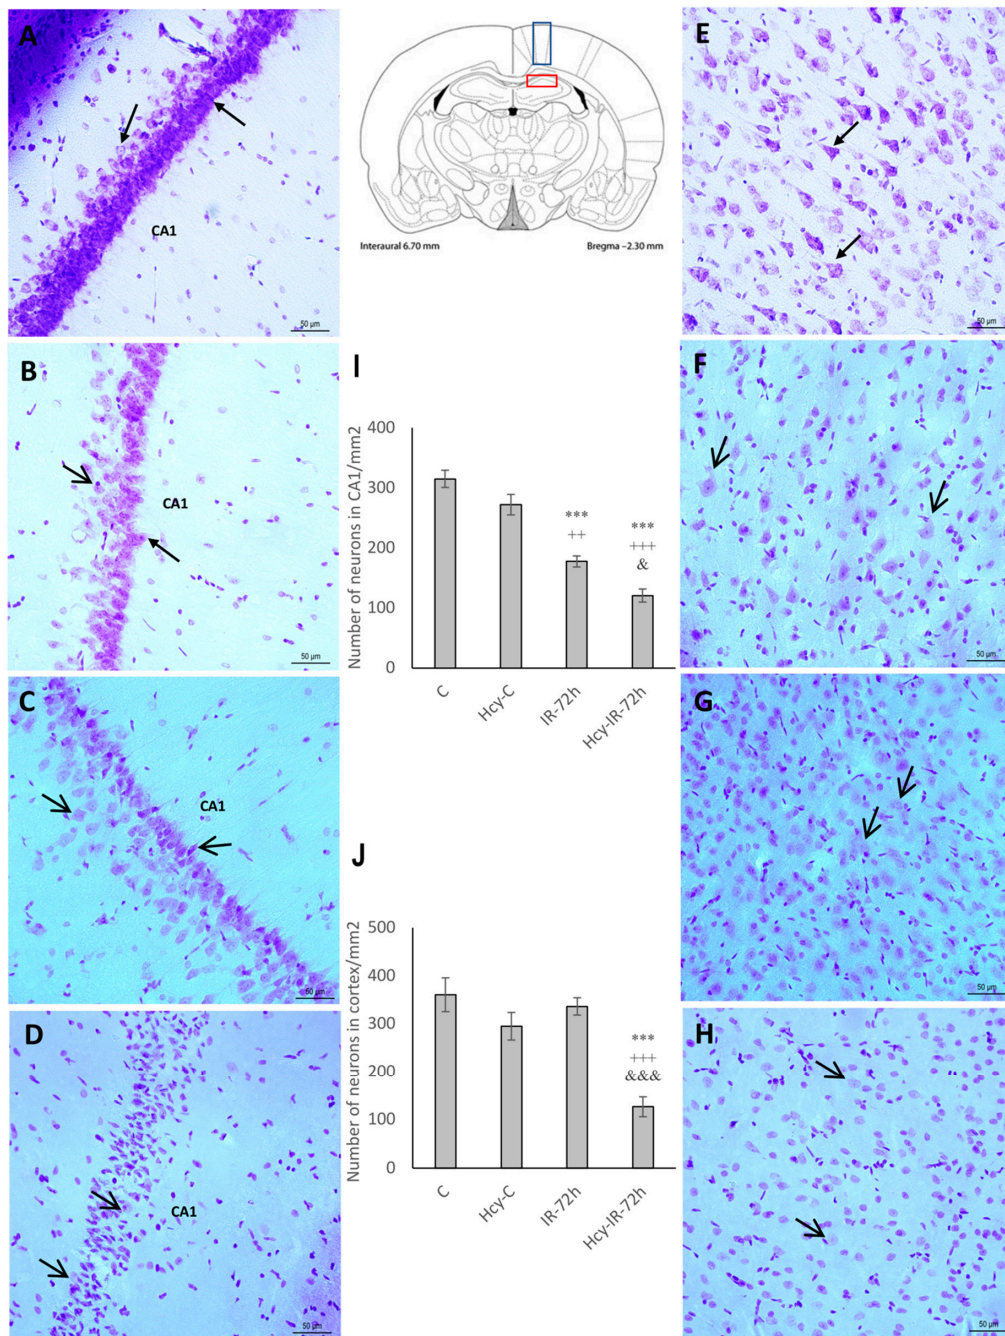 A
CA1
50 µm
Interaural 6.70 mm
Bregma –2.30 mm
E
50 µm
B
CA1
50 µm
I
Number of neurons in CA1/mm2
400
300
200
100
0
***
++
***
+++
&
C
Hcy-C
IR-72h
Hcy-IR-72h
F
50 µm
C
CA1
50 µm
G
50 µm
J
Number of neurons in cortex/mm2
500
400
300
200
100
0
***
+++
&&&
C
Hcy-C
IR-72h
Hcy-IR-72h
D
CA1
50 µm
H
50 µm